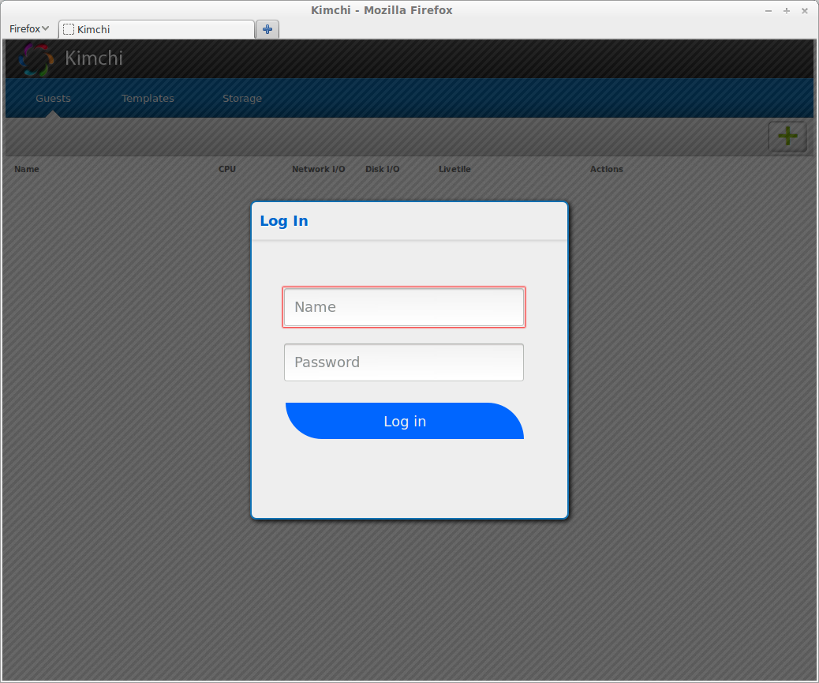 Kimchi - Mozilla Firefox
Firefox
Kimchi
Kimchi
Guests Templates Storage
Name CPU Network I/O Disk I/O Livetile Actions
Log In
Name
Password
Log in